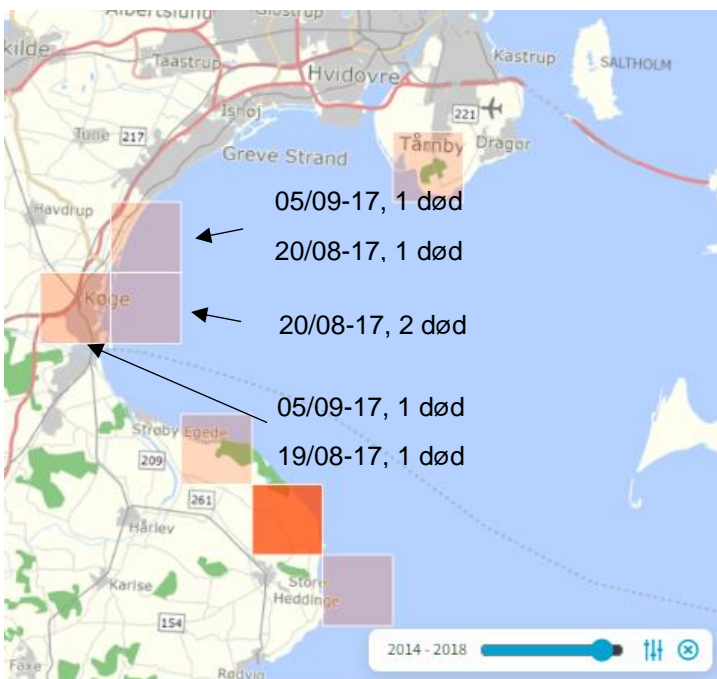 Albertslund
Glostrup
kilde
Taastrup
Hvidovre
Kastrup
SALTHOLM
Ishøj
221
Tune
217
Tårnby
Dragør
Greve Strand
Havdrup
05/09-17, 1 død
20/08-17, 1 død
Køge
20/08-17, 2 død
05/09-17, 1 død
Strøby Egede
19/08-17, 1 død
209
261
Hårlev
Karise
Store
Heddinge
154
2014 - 2018
Faxe
Rødvig